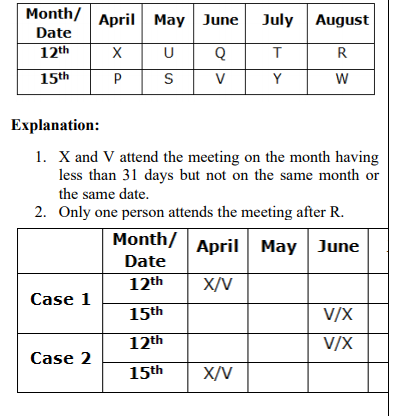 Month/ Date April May June July August
12th X U Q T R
15th P S V Y W
Explanation:
1. X and V attend the meeting on the month having
less than 31 days but not on the same month or
the same date.
2. Only one person attends the meeting after R.
Month/ Date April May June
Case 1 12th X/V
15th V/X
Case 2 12th V/X
15th X/V